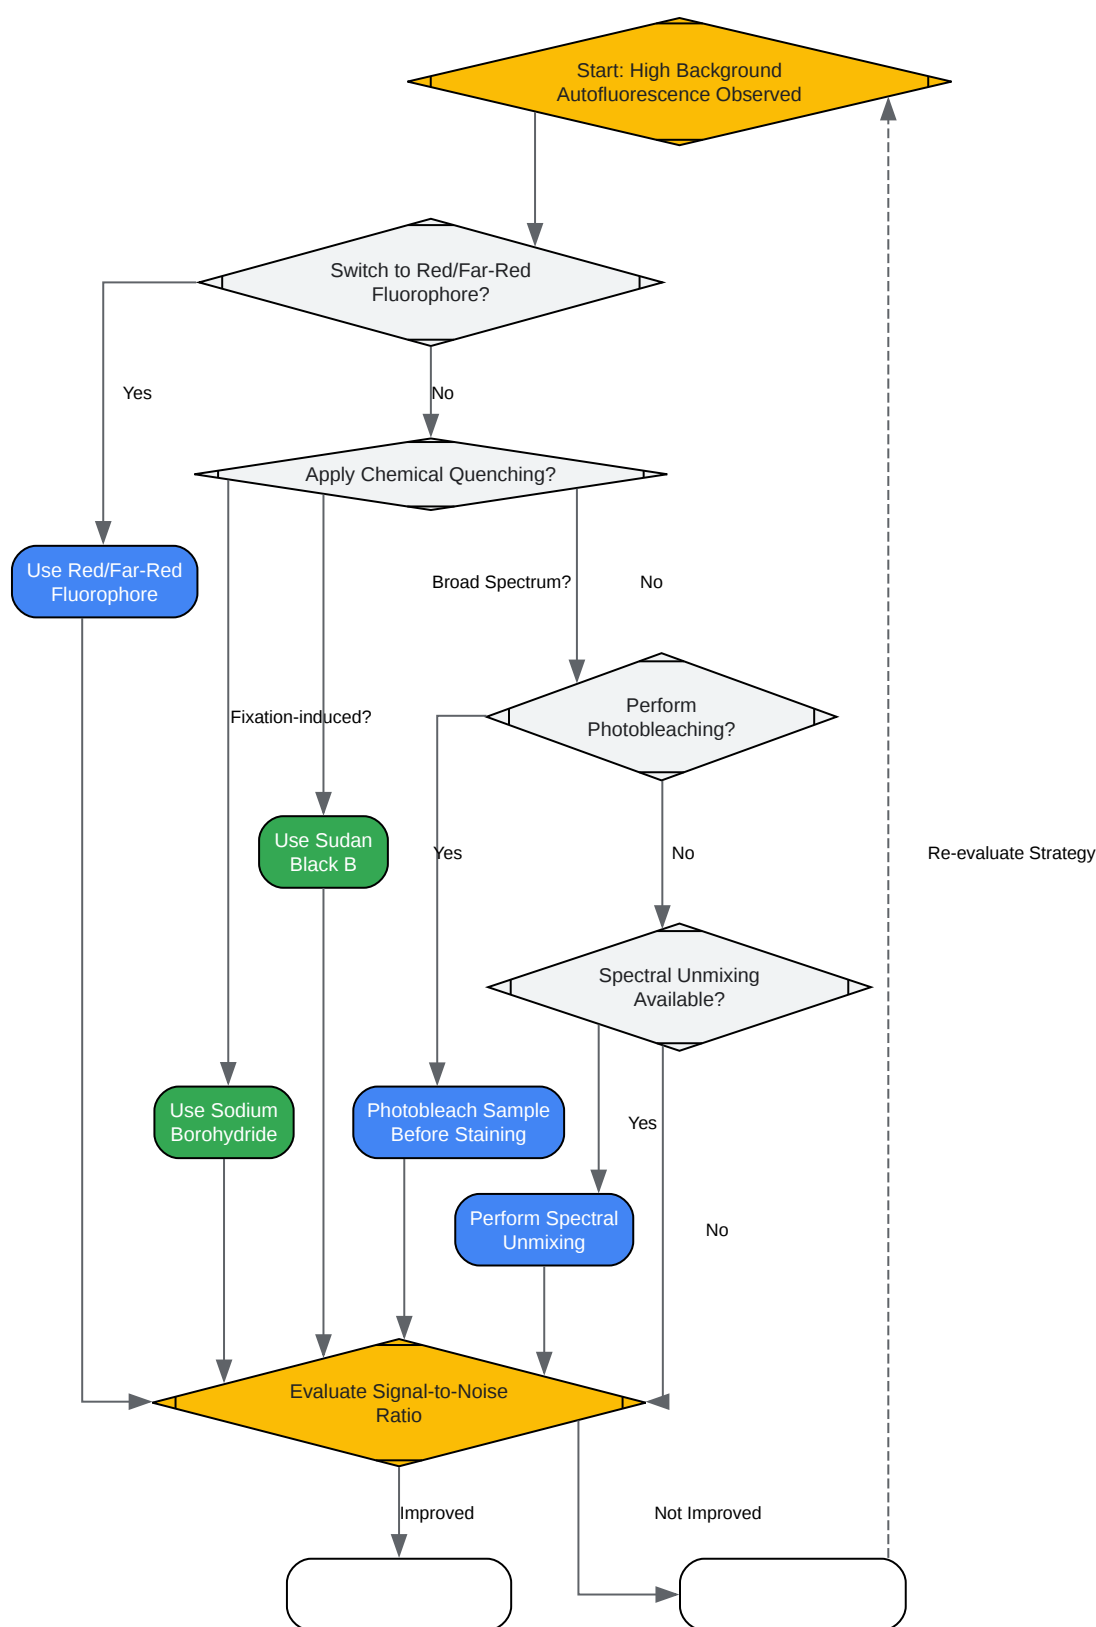 Start: High Background
Autofluorescence Observed
Switch to Red/Far-Red
Fluorophore?
Yes
No
Apply Chemical Quenching?
Use Red/Far-Red
Fluorophore
Broad Spectrum?
No
Perform
Photobleaching?
Fixation-induced?
Use Sudan
Black B
Yes
No
Re-evaluate Strategy
Spectral Unmixing
Available?
Use Sodium
Borohydride
Photobleach Sample
Before Staining
Yes
Perform Spectral
Unmixing
No
Evaluate Signal-to-Noise
Ratio
Improved
Not Improved